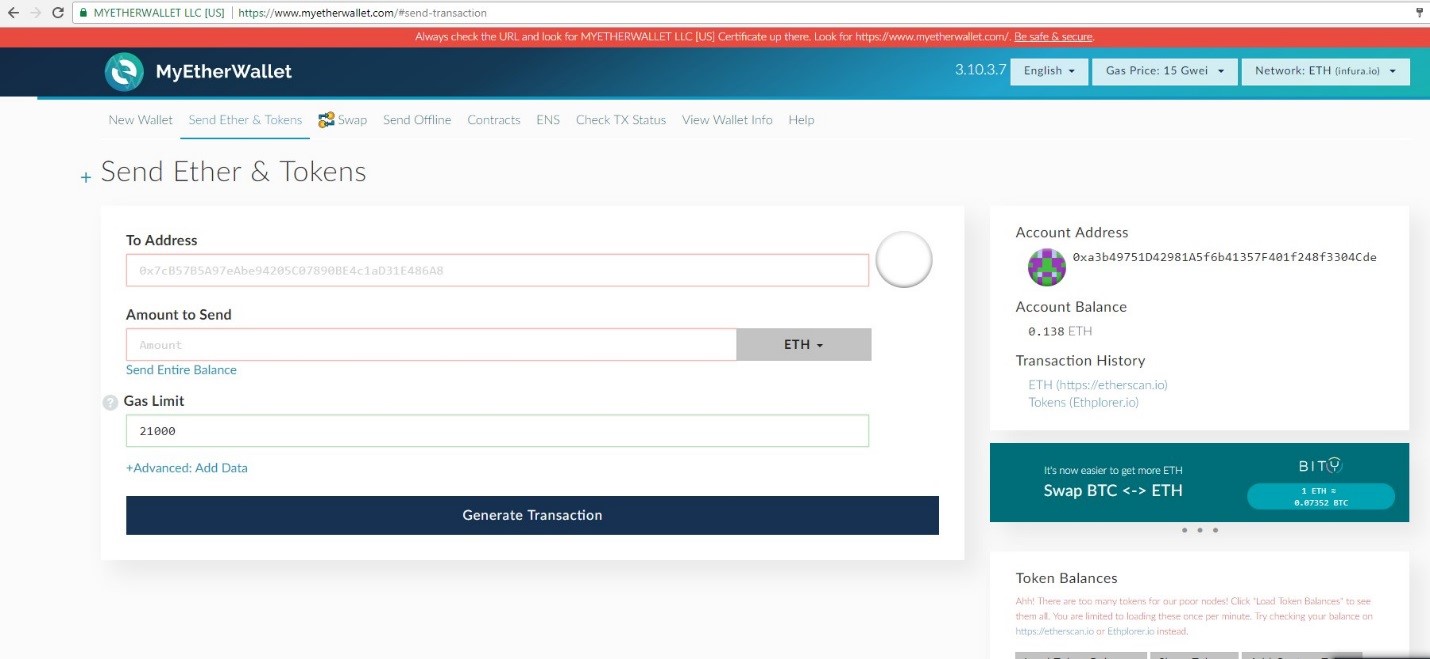 MYETHERWALLET LLC [US] https://www.myetherwallet.com/#send-transaction
Always check the URL and look for MYETHERWALLET LLC [US] Certificate up there. Look for https://www.myetherwallet.com/. Be safe & secure.
MyEtherWallet
3.10.3.7 English Gas Price: 15 Gwei Network: ETH (infura.io)
New Wallet Send Ether & Tokens Swap Send Offline Contracts ENS Check TX Status View Wallet Info Help
+ Send Ether & Tokens
To Address
0x7cB57B5A97eAbe94205C07890BE4c1aD31E486A8
Amount to Send
Amount ETH
Send Entire Balance
? Gas Limit
21000
+Advanced: Add Data
Generate Transaction
Account Address
0xa3b49751D42981A5f6b41357F401f248f3304Cde
Account Balance
0.138 ETH
Transaction History
ETH (https://etherscan.io)
Tokens (Ethplorer.io)
It's now easier to get more ETH
Swap BTC <-> ETH
BITY
1 ETH ≈
0.07352 BTC
Token Balances
Ahh! There are too many tokens for our poor nodes! Click "Load Token Balances" to see
them all. You are limited to loading these once per minute. Try checking your balance on
https://etherscan.io or Ethplorer.io instead.